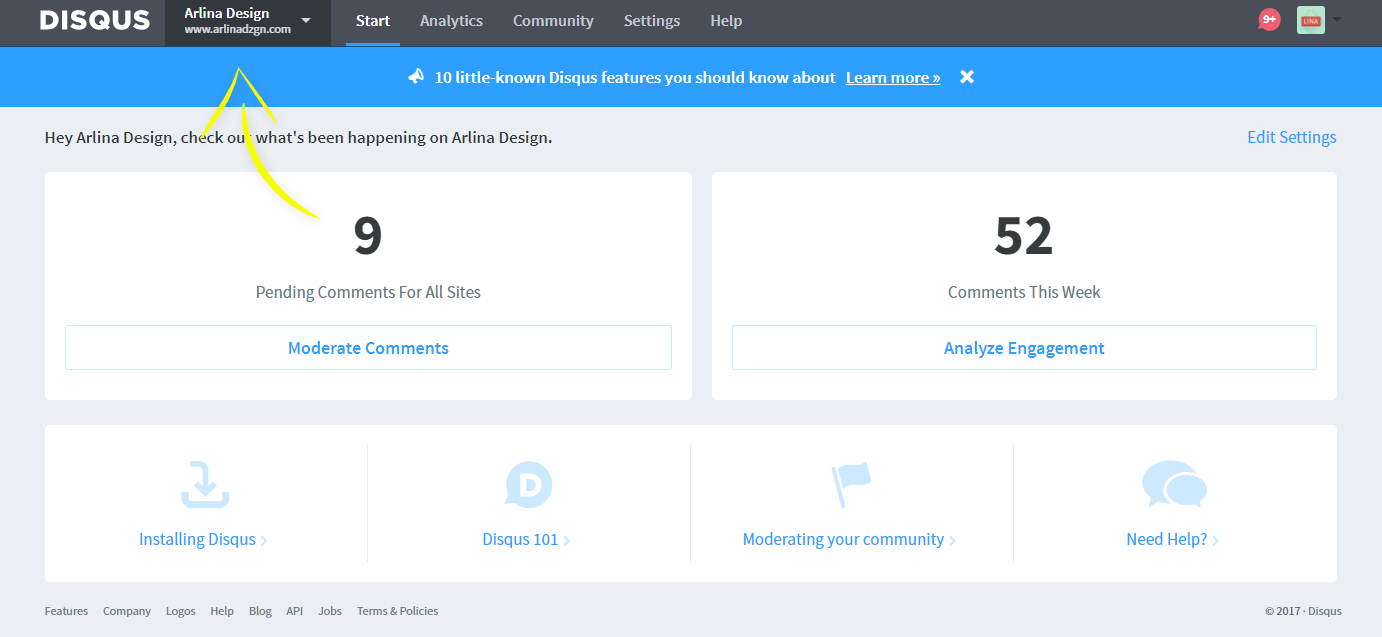 DISQUS
Arlina Design
www.arlinadzgn.com
Start
Analytics
Community
Settings
Help
9+
LINA
10 little-known Disqus features you should know about Learn more »
Hey Arlina Design, check out what's been happening on Arlina Design.
Edit Settings
9
Pending Comments For All Sites
Moderate Comments
52
Comments This Week
Analyze Engagement
D
Installing Disqus
Disqus 101
Moderating your community
Need Help?
Features Company Logos Help Blog API Jobs Terms & Policies
© 2017 · Disqus